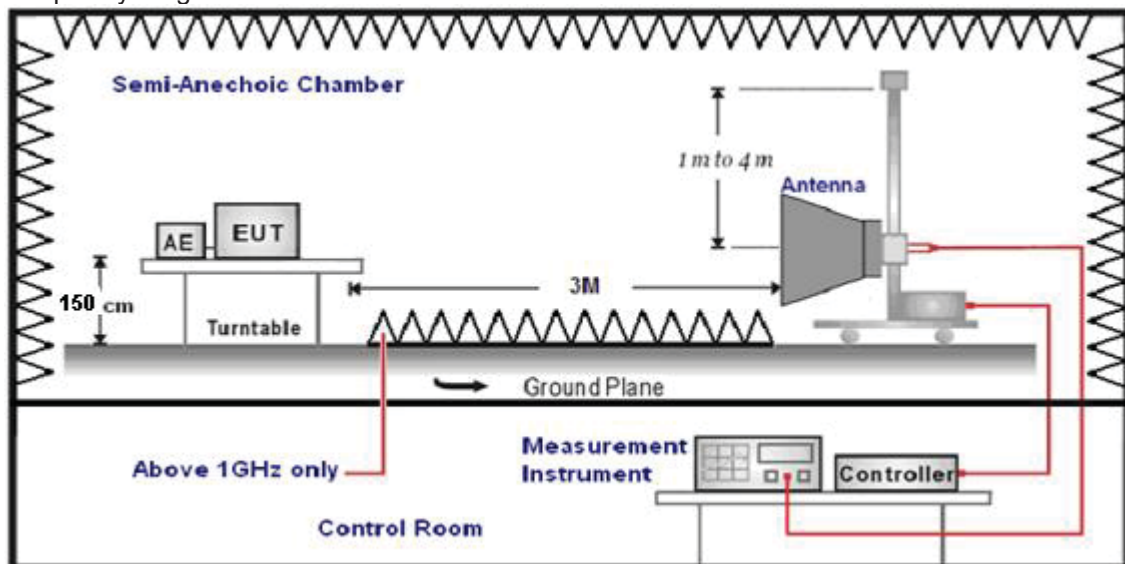 Semi-Anechoic Chamber
1 m to 4 m
Antenna
AE
EUT
3M
150 cm
Turntable
Ground Plane
Above 1GHz only
Measurement
Instrument
Controller
Control Room